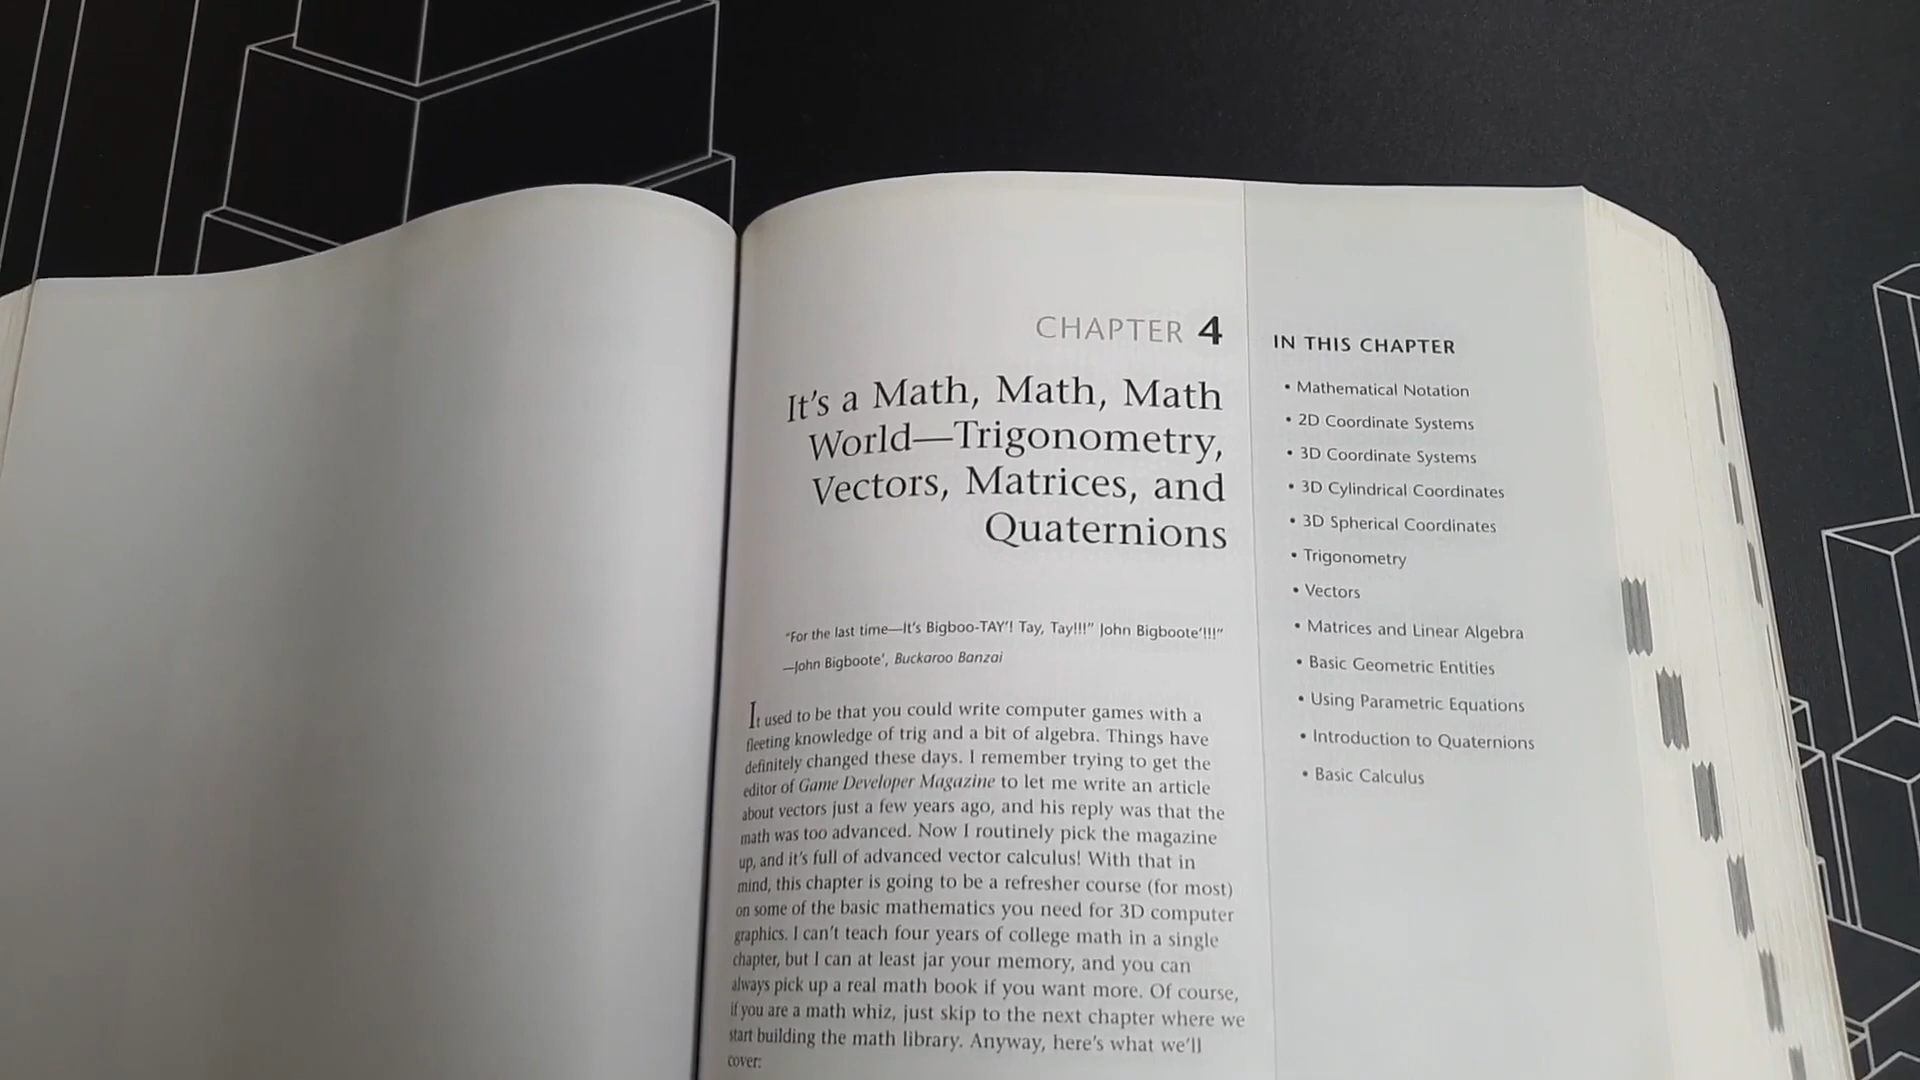 CHAPTER 4
It's a Math, Math, Math
World—Trigonometry,
Vectors, Matrices, and
Quaternions
"For the last time—It's Bigboo-TAY'! Tay, Tay!!!" John Bigboote'!!!"
—John Bigboote', Buckaroo Banzai
It used to be that you could write computer games with a
fleeting knowledge of trig and a bit of algebra. Things have
definitely changed these days. I remember trying to get the
editor of Game Developer Magazine to let me write an article
about vectors just a few years ago, and his reply was that the
math was too advanced. Now I routinely pick the magazine
up, and it's full of advanced vector calculus! With that in
mind, this chapter is going to be a refresher course (for most)
on some of the basic mathematics you need for 3D computer
graphics. I can't teach four years of college math in a single
chapter, but I can at least jar your memory, and you can
always pick up a real math book if you want more. Of course,
if you are a math whiz, just skip to the next chapter where we
start building the math library. Anyway, here's what we'll
cover:
IN THIS CHAPTER
• Mathematical Notation
• 2D Coordinate Systems
• 3D Coordinate Systems
• 3D Cylindrical Coordinates
• 3D Spherical Coordinates
• Trigonometry
• Vectors
• Matrices and Linear Algebra
• Basic Geometric Entities
• Using Parametric Equations
• Introduction to Quaternions
• Basic Calculus